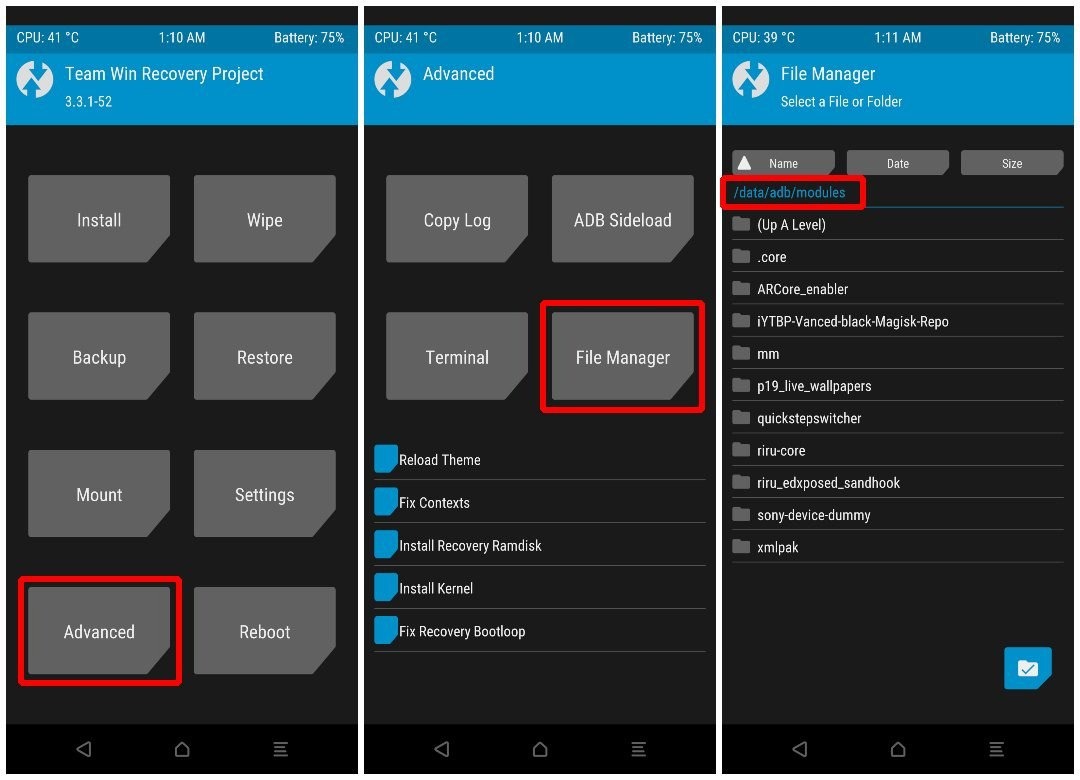 CPU: 41 °C 1:10 AM Battery: 75%
Team Win Recovery Project
3.3.1-52
Install Wipe
Backup Restore
Mount Settings
Advanced Reboot
CPU: 41 °C 1:10 AM Battery: 75%
Advanced
Copy Log ADB Sideload
Terminal File Manager
Reload Theme
Fix Contexts
Install Recovery Ramdisk
Install Kernel
Fix Recovery Bootloop
CPU: 39 °C 1:11 AM Battery: 75%
File Manager
Select a File or Folder
Name Date Size
/data/adb/modules
(Up A Level)
.core
ARCore_enabler
iYTBP-Vanced-black-Magisk-Repo
mm
p19_live_wallpapers
quickstepswitcher
riru-core
riru_edxposed_sandhook
sony-device-dummy
xmlpak